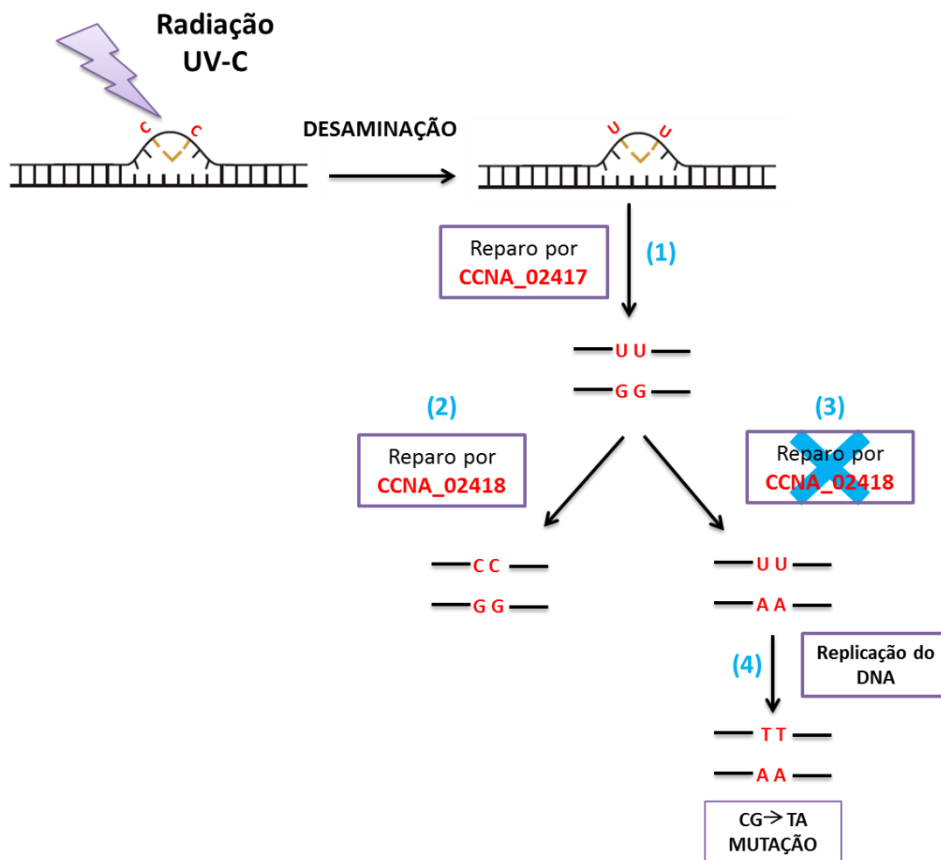 Radiação
UV-C
C C
DESAMINAÇÃO
U U
Reparo por
CCNA_02417
(1)
U U
G G
(2)
(3)
Reparo por
CCNA_02418
Reparo por
CCNA_02418
C C
G G
U U
A A
(4)
Replicação do
DNA
T T
A A
CG→TA
MUTAÇÃO